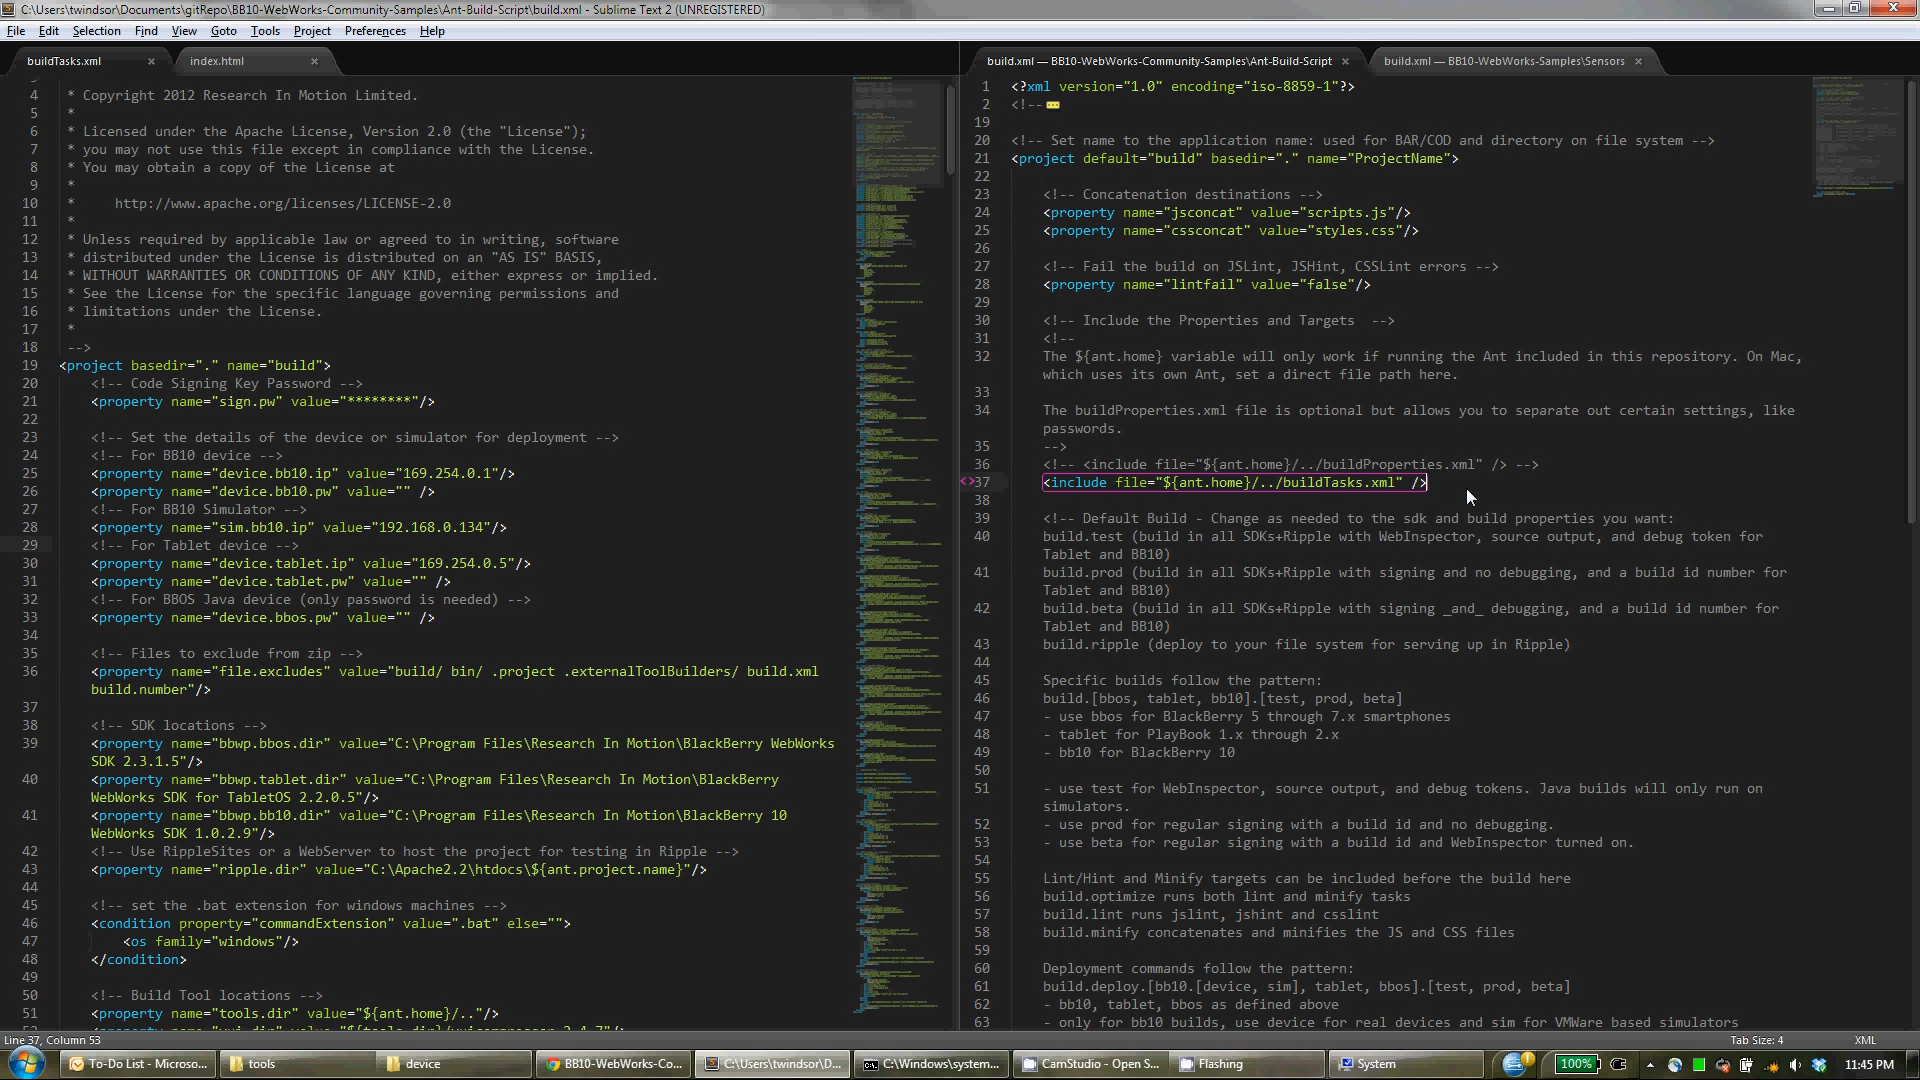 C:\Users\twindsor\Documents\gitRepo\BB10-WebWorks-Community-Samples\Ant-Build-Script\build.xml - Sublime Text 2 (UNREGISTERED)
File Edit Selection Find View Goto Tools Project Preferences Help
buildTasks.xml × index.html ×
4 * Copyright 2012 Research In Motion Limited.
5 *
6 * Licensed under the Apache License, Version 2.0 (the "License");
7 * you may not use this file except in compliance with the License.
8 * You may obtain a copy of the License at
9 *
10 * http://www.apache.org/licenses/LICENSE-2.0
11 *
12 * Unless required by applicable law or agreed to in writing, software
13 * distributed under the License is distributed on an "AS IS" BASIS,
14 * WITHOUT WARRANTIES OR CONDITIONS OF ANY KIND, either express or implied.
15 * See the License for the specific language governing permissions and
16 * limitations under the License.
17 *
18 -->
19 <project basedir="." name="build">
20 <!-- Code Signing Key Password -->
21 <property name="sign.pw" value="********"/>
22
23 <!-- Set the details of the device or simulator for deployment -->
24 <!-- For BB10 device -->
25 <property name="device.bb10.ip" value="169.254.0.1"/>
26 <property name="device.bb10.pw" value="" />
27 <!-- For BB10 Simulator -->
28 <property name="sim.bb10.ip" value="192.168.0.134"/>
29 <!-- For Tablet device -->
30 <property name="device.tablet.ip" value="169.254.0.5"/>
31 <property name="device.tablet.pw" value="" />
32 <!-- For BBOS Java device (only password is needed) -->
33 <property name="device.bbos.pw" value="" />
34
35 <!-- Files to exclude from zip -->
36 <property name="file.excludes" value="build/ bin/ .project .externalToolBuilders/ build.xml
build.number"/>
37
38 <!-- SDK locations -->
39 <property name="bbwp.bbos.dir" value="C:\Program Files\Research In Motion\BlackBerry WebWorks
SDK 2.3.1.5"/>
40 <property name="bbwp.tablet.dir" value="C:\Program Files\Research In Motion\BlackBerry
WebWorks SDK for TabletOS 2.2.0.5"/>
41 <property name="bbwp.bb10.dir" value="C:\Program Files\Research In Motion\BlackBerry 10
WebWorks SDK 1.0.2.9"/>
42 <!-- Use RippleSites or a WebServer to host the project for testing in Ripple -->
43 <property name="ripple.dir" value="C:\Apache2.2\htdocs\${ant.project.name}"/>
44
45 <!-- set the .bat extension for windows machines -->
46 <condition property="commandExtension" value=".bat" else="">
47 <os family="windows"/>
48 </condition>
49
50 <!-- Build Tool locations -->
51 <property name="tools.dir" value="${ant.home}/.."/>
build.xml — BB10-WebWorks-Community-Samples\Ant-Build-Script × build.xml — BB10-WebWorks-Samples\Sensors ×
1 <?xml version="1.0" encoding="iso-8859-1"?>
2 <!--
19
20 <!-- Set name to the application name: used for BAR/COD and directory on file system -->
21 <project default="build" basedir="." name="ProjectName">
22
23 <!-- Concatenation destinations -->
24 <property name="jsconcat" value="scripts.js"/>
25 <property name="cssconcat" value="styles.css"/>
26
27 <!-- Fail the build on JSLint, JSHint, CSSLint errors -->
28 <property name="lintfail" value="false"/>
29
30 <!-- Include the Properties and Targets -->
31 <!--
32 The ${ant.home} variable will only work if running the Ant included in this repository. On Mac,
which uses its own Ant, set a direct file path here.
33
34 The buildProperties.xml file is optional but allows you to separate out certain settings, like
passwords.
35 -->
36 <!-- <include file="${ant.home}/../buildProperties.xml" /> -->
37 <include file="${ant.home}/../buildTasks.xml" />
38
39 <!-- Default Build - Change as needed to the sdk and build properties you want:
40 build.test (build in all SDKs+Ripple with WebInspector, source output, and debug token for
Tablet and BB10)
41 build.prod (build in all SDKs+Ripple with signing and no debugging, and a build id number for
Tablet and BB10)
42 build.beta (build in all SDKs+Ripple with signing _and_ debugging, and a build id number for
Tablet and BB10)
43 build.ripple (deploy to your file system for serving up in Ripple)
44
45 Specific builds follow the pattern:
46 build.[bbos, tablet, bb10].[test, prod, beta]
47 - use bbos for BlackBerry 5 through 7.x smartphones
48 - tablet for PlayBook 1.x through 2.x
49 - bb10 for BlackBerry 10
50
51 - use test for WebInspector, source output, and debug tokens. Java builds will only run on
simulators.
52 - use prod for regular signing with a build id and no debugging.
53 - use beta for regular signing with a build id and WebInspector turned on.
54
55 Lint/Hint and Minify targets can be included before the build here
56 build.optimize runs both lint and minify tasks
57 build.lint runs jslint, jshint and csslint
58 build.minify concatenates and minifies the JS and CSS files
59
60 Deployment commands follow the pattern:
61 build.deploy.[bb10.[device, sim], tablet, bbos].[test, prod, beta]
62 - bb10, tablet, bbos as defined above
63 - only for bb10 builds, use device for real devices and sim for VMWare based simulators
Line 37, Column 53 Tab Size: 4 XML
To-Do List - Microso... tools device BB10-WebWorks-Co... C:\Users\twindsor\D... C:\Windows\system... CamStudio - Open S... Flashing System 100% 11:45 PM